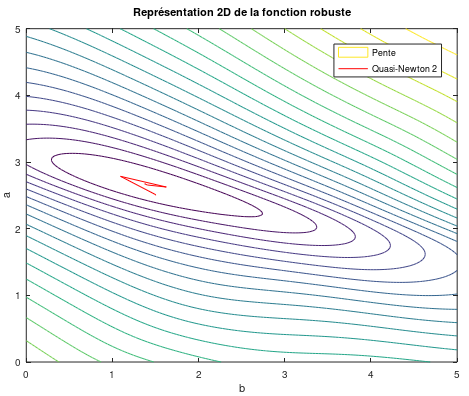 Représentation 2D de la fonction robuste
5
4
3
2
1
0
a
Pente
Quasi-Newton 2
0 1 2 3 4 5
b